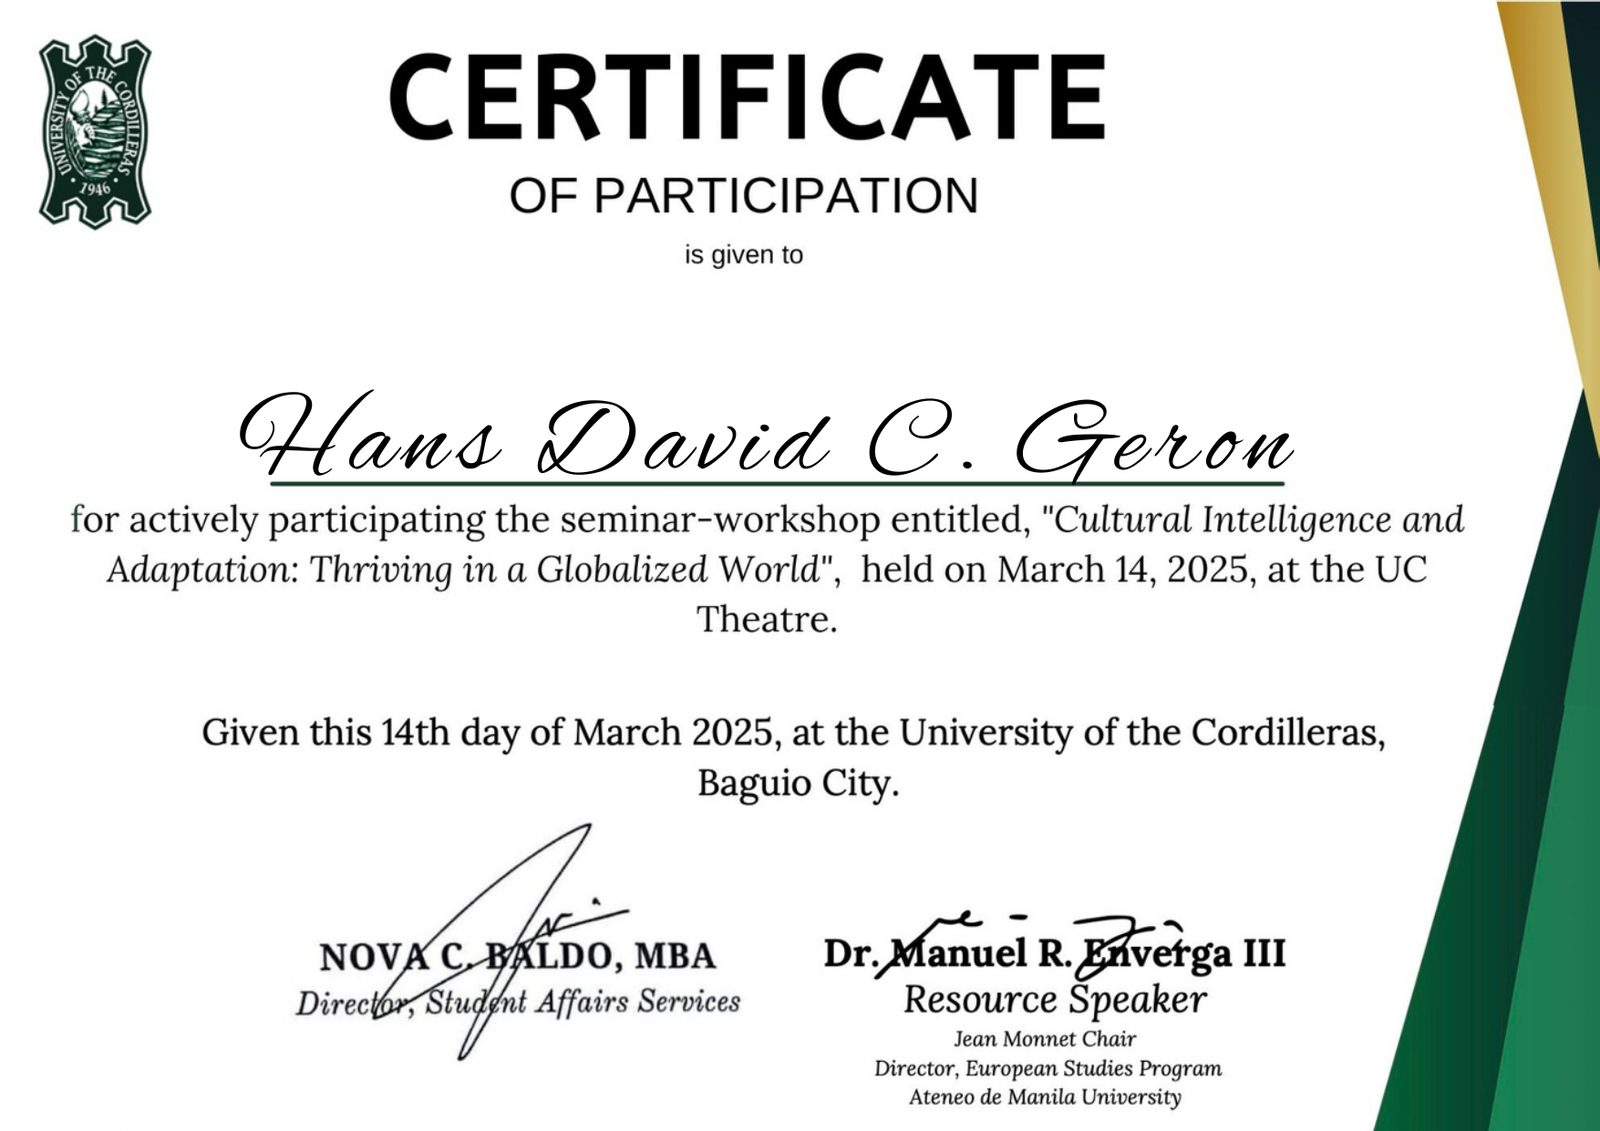 UNIVERSITY OF THE CORDILLERAS
• 1946 •
CERTIFICATE
OF PARTICIPATION
is given to
Hans David C. Geron
for actively participating the seminar-workshop entitled, "Cultural Intelligence and
Adaptation: Thriving in a Globalized World", held on March 14, 2025, at the UC
Theatre.
Given this 14th day of March 2025, at the University of the Cordilleras,
Baguio City.
NOVA C. BALDO, MBA
Director, Student Affairs Services
Dr. Manuel R. Enverga III
Resource Speaker
Jean Monnet Chair
Director, European Studies Program
Ateneo de Manila University